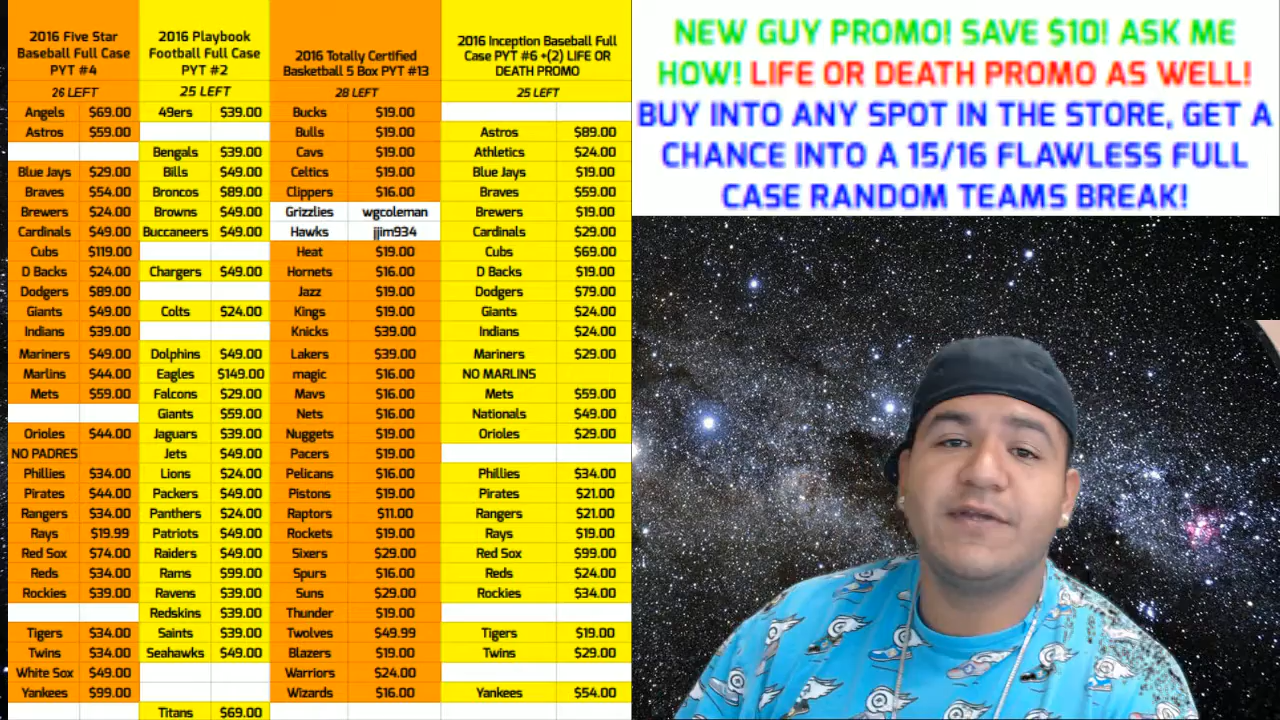 2016 Five Star
Baseball Full Case
PYT #4
26 LEFT
Angels $69.00
Astros $59.00
Blue Jays $29.00
Braves $54.00
Brewers $24.00
Cardinals $49.00
Cubs $119.00
D Backs $24.00
Dodgers $89.00
Giants $49.00
Indians $39.00
Mariners $49.00
Marlins $44.00
Mets $59.00
Orioles $44.00
NO PADRES
Phillies $34.00
Pirates $44.00
Rangers $34.00
Rays $19.99
Red Sox $74.00
Reds $34.00
Rockies $39.00
Tigers $34.00
Twins $34.00
White Sox $49.00
Yankees $99.00
2016 Playbook
Football Full Case
PYT #2
25 LEFT
49ers $39.00
Bengals $39.00
Bills $49.00
Broncos $89.00
Browns $49.00
Buccaneers $49.00
Chargers $49.00
Colts $24.00
Dolphins $49.00
Eagles $149.00
Falcons $29.00
Giants $59.00
Jaguars $39.00
Jets $49.00
Lions $24.00
Packers $49.00
Panthers $24.00
Patriots $49.00
Raiders $49.00
Rams $99.00
Ravens $39.00
Redskins $39.00
Saints $39.00
Seahawks $49.00
Titans $69.00
2016 Totally Certified
Basketball 5 Box PYT #13
28 LEFT
Bucks $19.00
Bulls $19.00
Cavs $19.00
Celtics $19.00
Clippers $16.00
Grizzlies wgcoleman
Hawks jjim934
Heat $19.00
Hornets $16.00
Jazz $19.00
Kings $19.00
Knicks $39.00
Lakers $39.00
magic $16.00
Mavs $16.00
Nets $16.00
Nuggets $19.00
Pacers $19.00
Pelicans $16.00
Pistons $19.00
Raptors $11.00
Rockets $19.00
Sixers $29.00
Spurs $16.00
Suns $29.00
Thunder $19.00
Twolves $49.99
Blazers $19.00
Warriors $24.00
Wizards $16.00
2016 Inception Baseball Full
Case PYT #6 +(2) LIFE OR
DEATH PROMO
25 LEFT
Astros $89.00
Athletics $24.00
Blue Jays $19.00
Braves $59.00
Brewers $19.00
Cardinals $29.00
Cubs $69.00
D Backs $19.00
Dodgers $79.00
Giants $24.00
Indians $24.00
Mariners $29.00
NO MARLINS
Mets $59.00
Nationals $49.00
Orioles $29.00
Phillies $34.00
Pirates $21.00
Rangers $21.00
Rays $19.00
Red Sox $99.00
Reds $24.00
Rockies $34.00
Tigers $19.00
Twins $29.00
Yankees $54.00
NEW GUY PROMO! SAVE $10! ASK ME
HOW! LIFE OR DEATH PROMO AS WELL!
BUY INTO ANY SPOT IN THE STORE, GET A
CHANCE INTO A 15/16 FLAWLESS FULL
CASE RANDOM TEAMS BREAK!